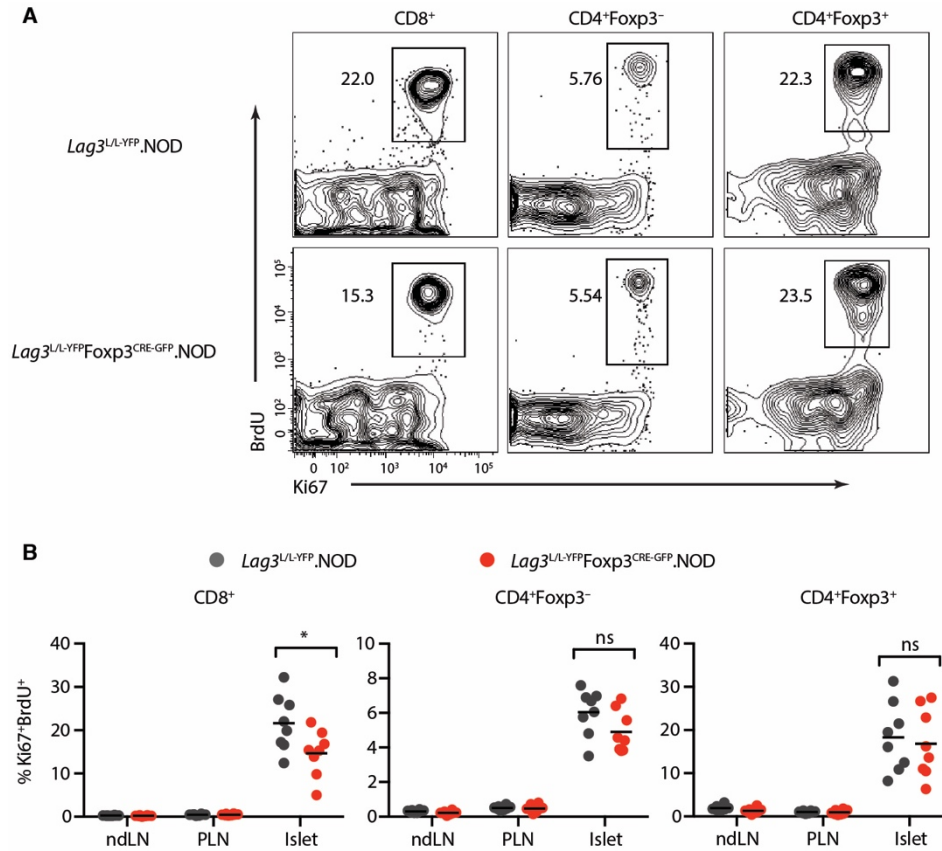 A
CD8⁺ CD4⁺Foxp3⁻ CD4⁺Foxp3⁺
Lag3ᴸ/ᴸ⁻ʸᶠᴾ.NOD
22.0 5.76 22.3
Lag3ᴸ/ᴸ⁻ʸᶠᴾFoxp3ᶜᴿᴱ⁻ᴳᶠᴾ.NOD
15.3 5.54 23.5
BrdU
10⁵
10⁴
10³
10²
0
0 10² 10³ 10⁴ 10⁵
Ki67
B
Lag3ᴸ/ᴸ⁻ʸᶠᴾ.NOD Lag3ᴸ/ᴸ⁻ʸᶠᴾFoxp3ᶜᴿᴱ⁻ᴳᶠᴾ.NOD
CD8⁺ CD4⁺Foxp3⁻ CD4⁺Foxp3⁺
% Ki67⁺BrdU⁺
40
30
20
10
0
*
ndLN PLN Islet
10
8
6
4
2
0
ns
ndLN PLN Islet
40
30
20
10
0
ns
ndLN PLN Islet